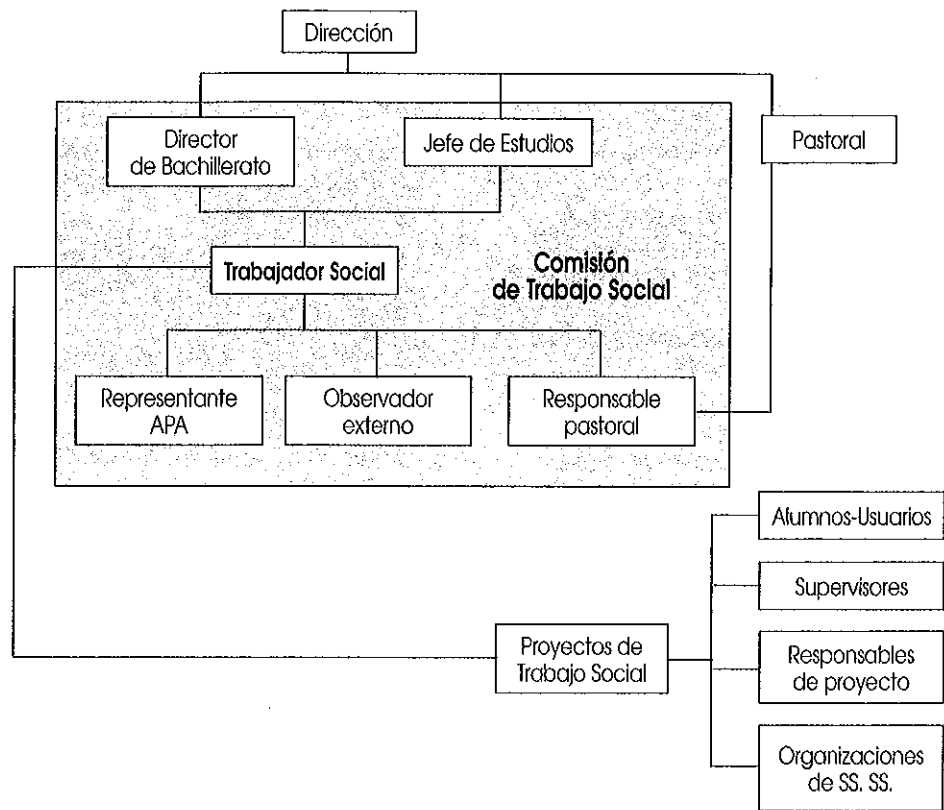 Dirección
Director
de Bachillerato
Jefe de Estudios
Pastoral
Trabajador Social
Comisión
de Trabajo Social
Representante
APA
Observador
externo
Responsable
pastoral
Alumnos-Usuarios
Supervisores
Proyectos de
Trabajo Social
Responsables
de proyecto
Organizaciones
de SS. SS.